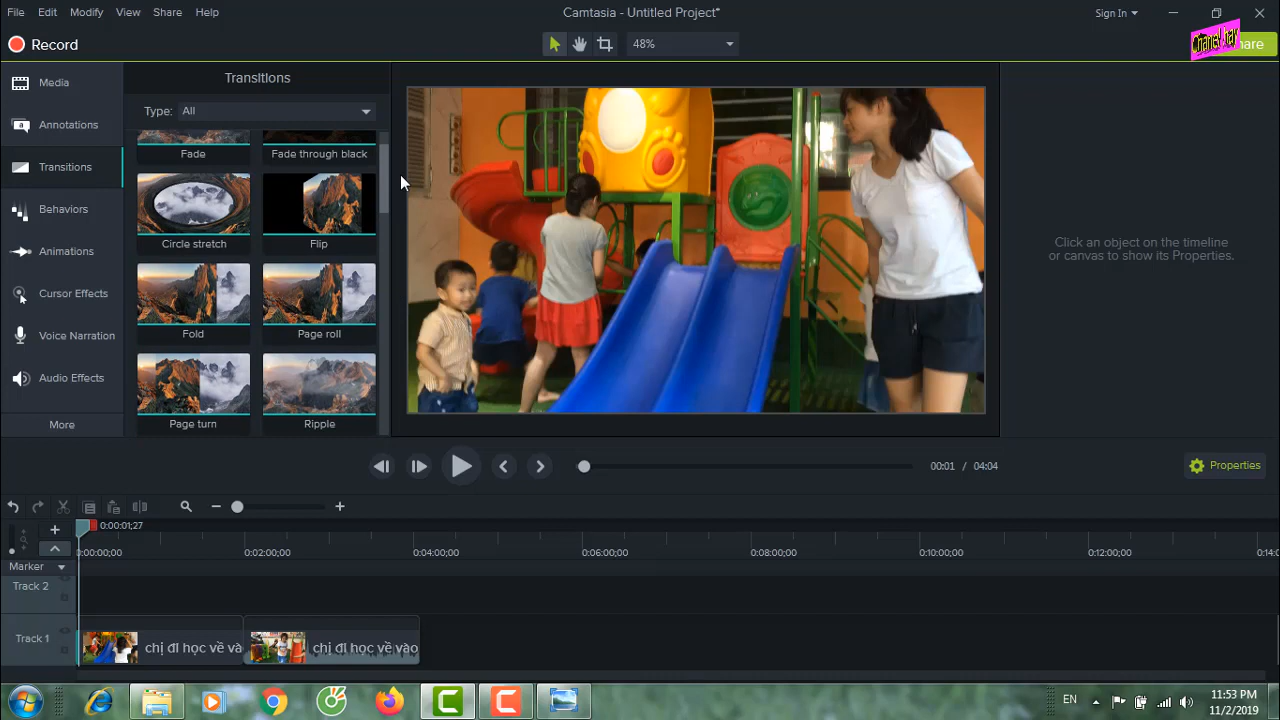 File Edit Modify View Share Help Camtasia - Untitled Project* Sign In
Record 48% Chanel hay
Media
Annotations
Transitions
Behaviors
Animations
Cursor Effects
Voice Narration
Audio Effects
More
Transitions
Type: All
Fade Fade through black
Circle stretch Flip
Fold Page roll
Page turn Ripple
Click an object on the timeline
or canvas to show its Properties.
00:01 / 04:04 Properties
0:00:01;27
0:00:00;00 0:02:00;00 0:04:00;00 0:06:00;00 0:08:00;00 0:10:00;00 0:12:00;00 0:14:
Marker
Track 2
Track 1 chị đi học về và chị đi học về vào
EN 11:53 PM
11/2/2019